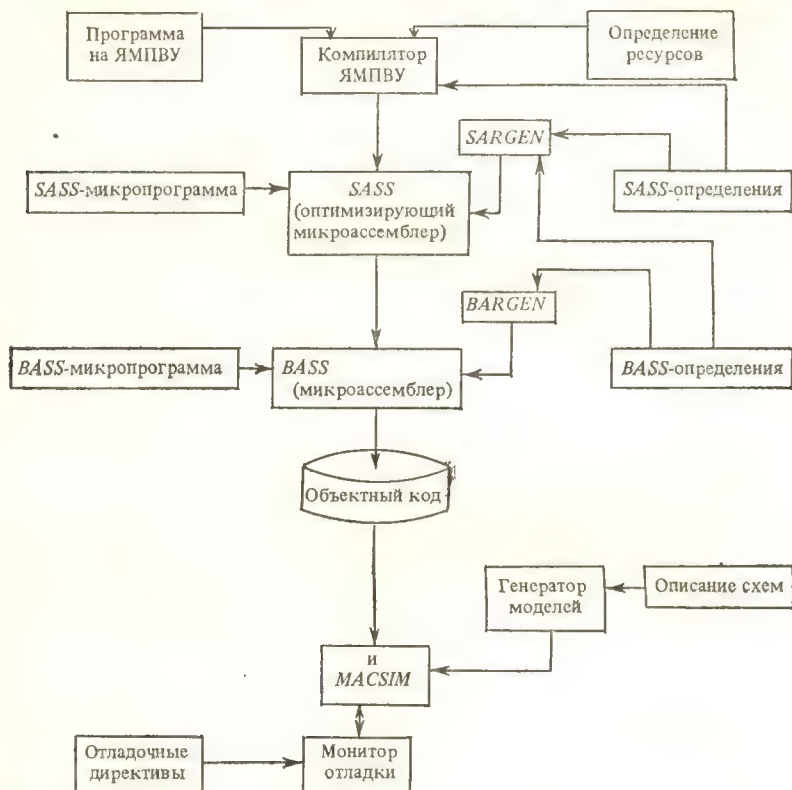 Программа
на ЯМПВУ
Компилятор
ЯМПВУ
Определение
ресурсов
SARGEN
SASS-микропрограмма
SASS
(оптимизирующий
микроассемблер)
SASS-определения
BARGEN
BASS-микропрограмма
BASS
(микроассемблер)
BASS-определения
Объектный код
Генератор
моделей
Описание схем
и
MACSIM
Отладочные
директивы
Монитор
отладки